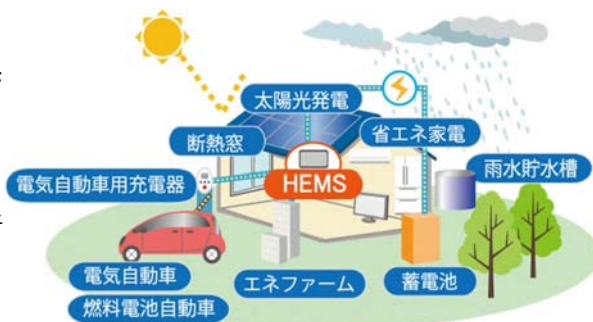 太陽光発電
断熱窓
省エネ家電
電気自動車用充電器
HEMS
雨水貯水槽
電気自動車
燃料電池自動車
エネファーム
蓄電池